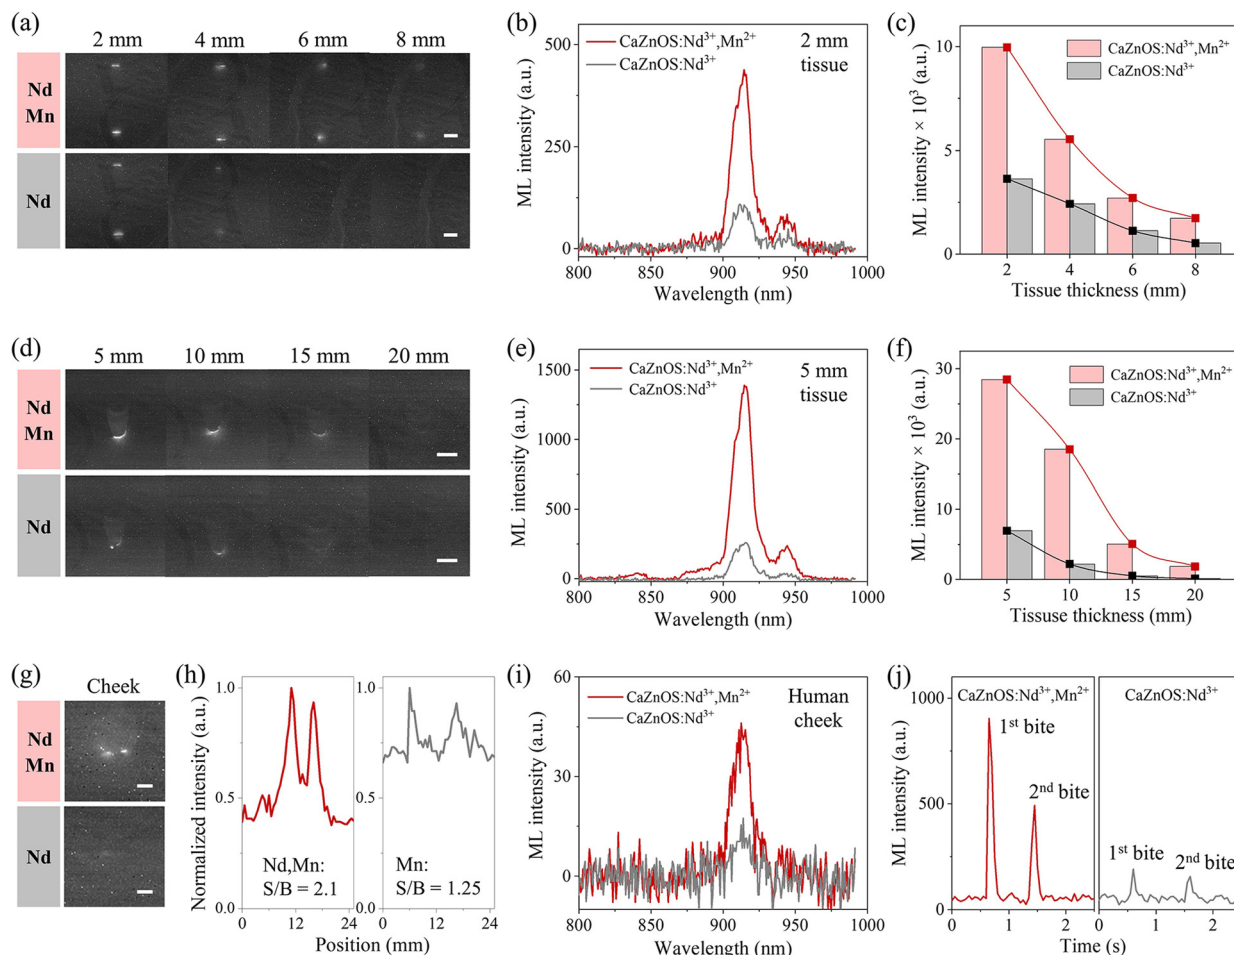 (a)
2 mm 4 mm 6 mm 8 mm
Nd
Mn
Nd
(b)
ML intensity (a.u.)
500
250
0
CaZnOS:Nd³⁺,Mn²⁺
CaZnOS:Nd³⁺
2 mm
tissue
800 850 900 950 1000
Wavelength (nm)
(c)
ML intensity × 10³ (a.u.)
10
5
0
CaZnOS:Nd³⁺,Mn²⁺
CaZnOS:Nd³⁺
2 4 6 8
Tissue thickness (mm)
(d)
5 mm 10 mm 15 mm 20 mm
Nd
Mn
Nd
(e)
ML intensity (a.u.)
1500
1000
500
0
CaZnOS:Nd³⁺,Mn²⁺
CaZnOS:Nd³⁺
5 mm
tissue
800 850 900 950 1000
Wavelength (nm)
(f)
ML intensity × 10³ (a.u.)
30
20
10
0
CaZnOS:Nd³⁺,Mn²⁺
CaZnOS:Nd³⁺
5 10 15 20
Tissuse thickness (mm)
(g)
Cheek
Nd
Mn
Nd
(h)
Normalized intensity (a.u.)
1.0
0.5
0.0
Nd,Mn:
S/B = 2.1
0 12 24
1.0
0.5
0.0
Mn:
S/B = 1.25
0 12 24
Position (mm)
(i)
ML intensity (a.u.)
60
30
0
CaZnOS:Nd³⁺,Mn²⁺
CaZnOS:Nd³⁺
Human
cheek
800 850 900 950 1000
Wavelength (nm)
(j)
ML intensity (a.u.)
1000
500
0
CaZnOS:Nd³⁺,Mn²⁺
1st bite
2nd bite
0 1 2
CaZnOS:Nd³⁺
1st bite
2nd bite
0 1 2
Time (s)